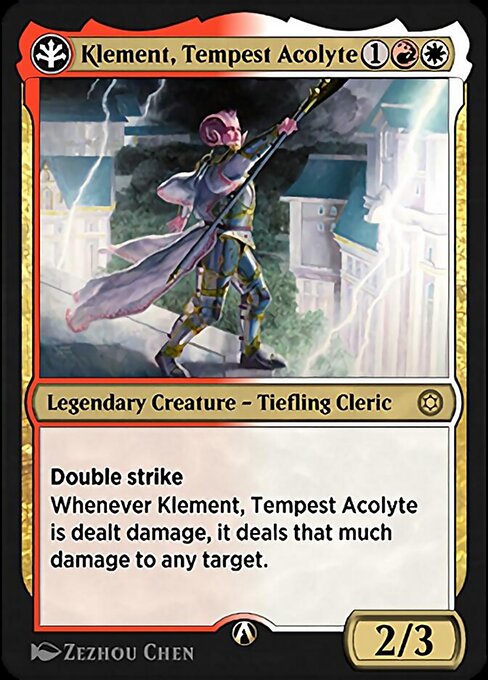 Klement, Tempest Acolyte 1
Legendary Creature – Tiefling Cleric
Double strike
Whenever Klement, Tempest Acolyte
is dealt damage, it deals that much
damage to any target.
2/3
Zezhou Chen